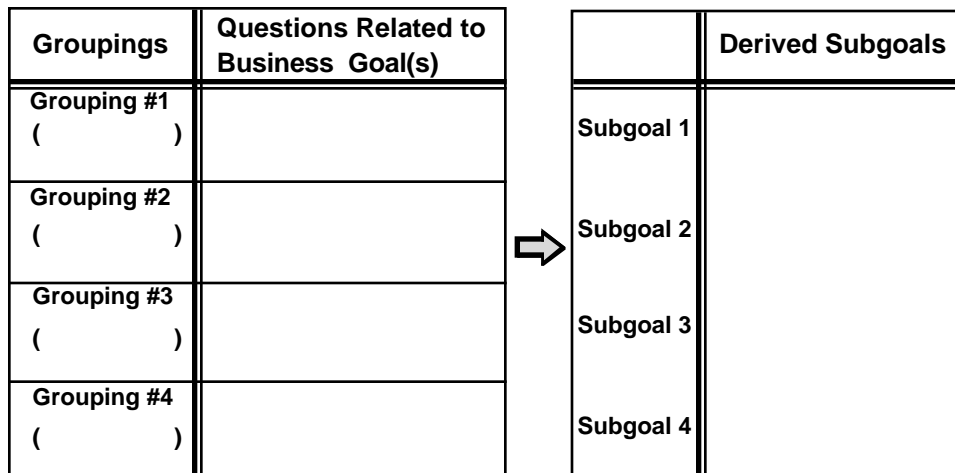 Groupings
Questions Related to
Business Goal(s)
Grouping #1
( )
Grouping #2
( )
Grouping #3
( )
Grouping #4
( )
Derived Subgoals
Subgoal 1
Subgoal 2
Subgoal 3
Subgoal 4